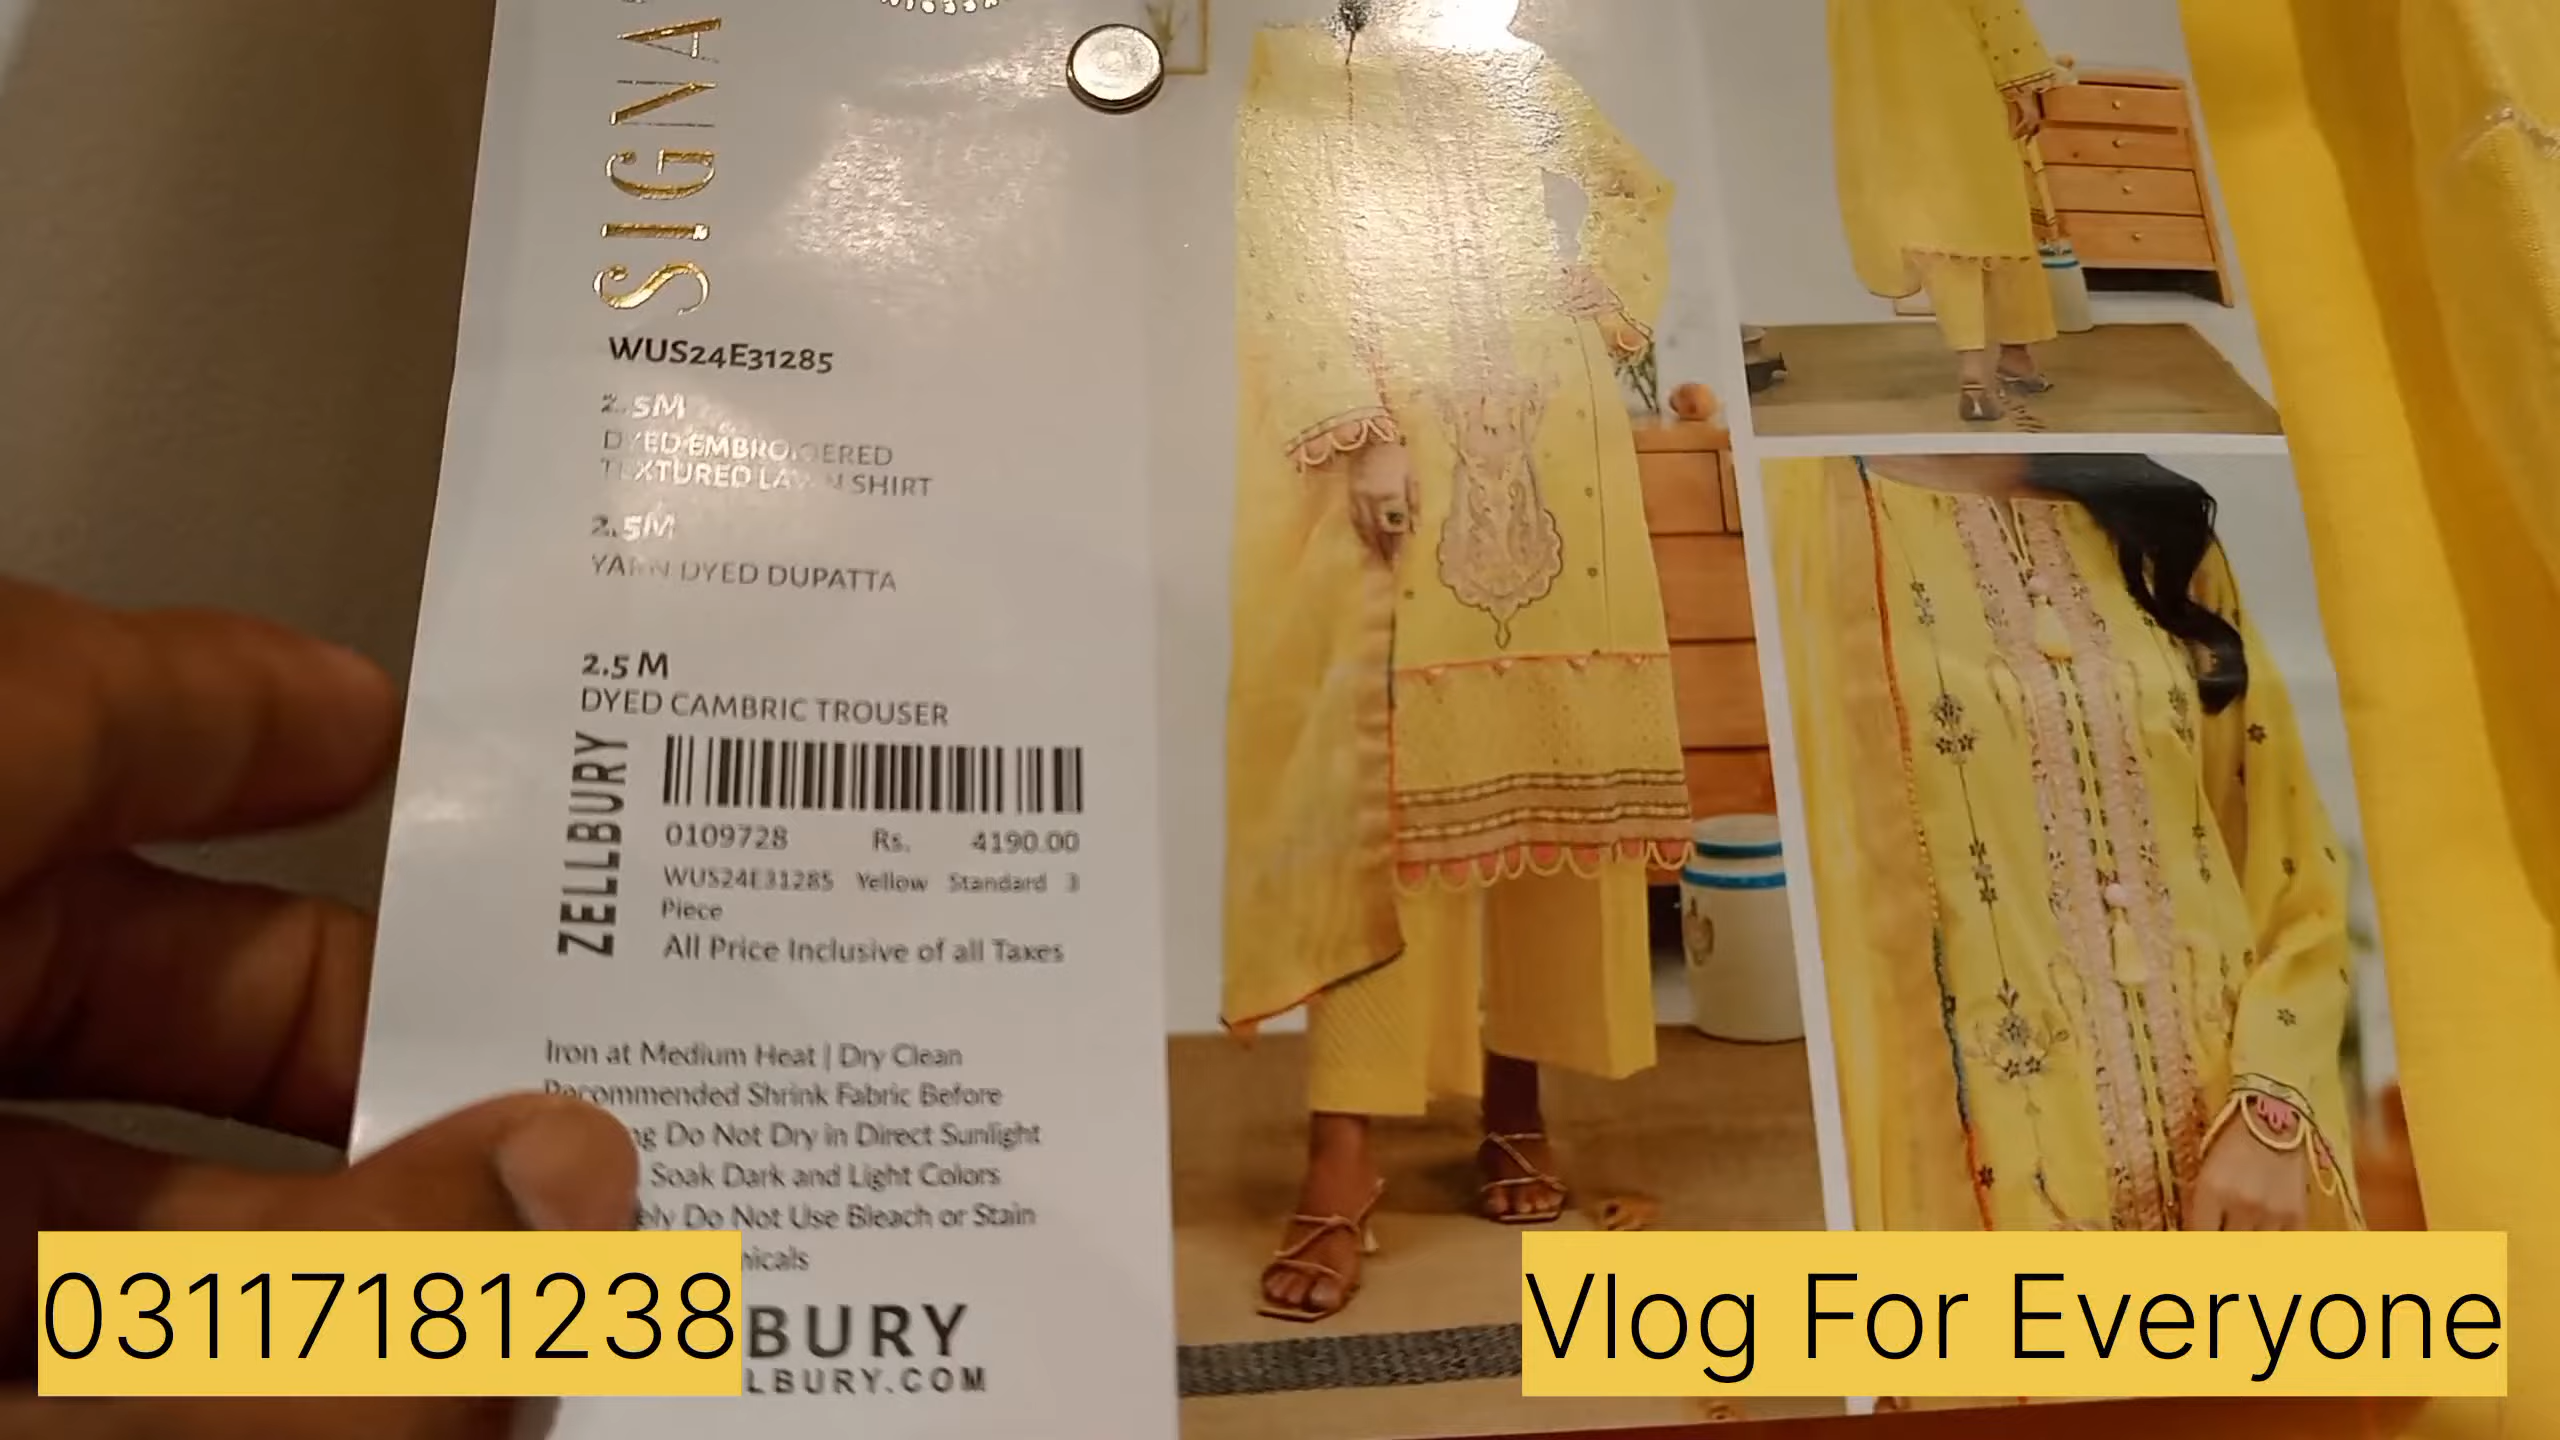 SIGNA
WUS24E31285
2.5M
DYED EMBROIDERED
TEXTURED LAWN SHIRT
2.5M
YARN DYED DUPATTA
2.5 M
DYED CAMBRIC TROUSER
ZELLBURY
0109728 Rs. 4190.00
WUS24E31285 Yellow Standard 3
Piece
All Price Inclusive of all Taxes
Iron at Medium Heat | Dry Clean
Recommended Shrink Fabric Before
Do Not Dry in Direct Sunlight
Soak Dark and Light Colors
Do Not Use Bleach or Stain
BURY
LBURY.COM
03117181238
Vlog For Everyone